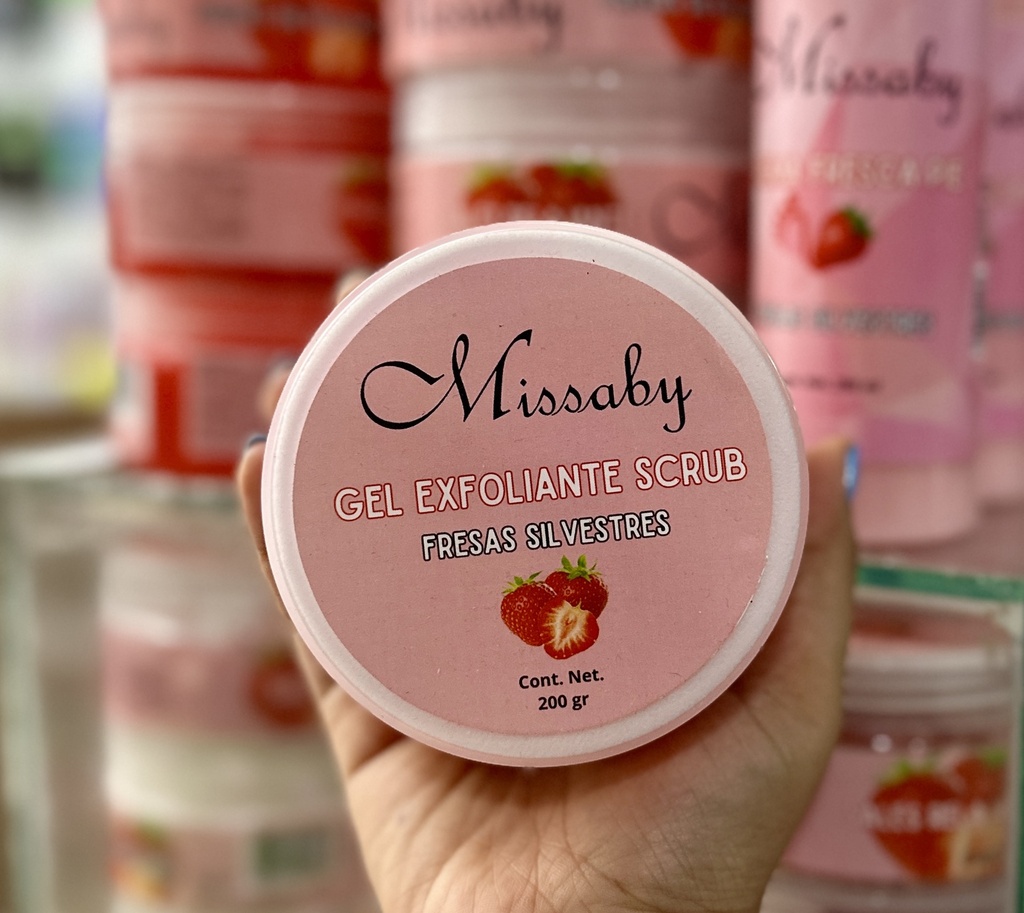 Missaby
Missaby
GEL EXFOLIANTE SCRUB
FRESAS SILVESTRES
Cont. Net.
200 gr